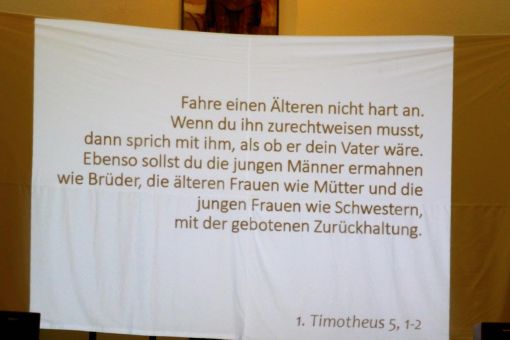 Fahre einen Älteren nicht hart an.
Wenn du ihn zurechtweisen musst,
dann sprich mit ihm, als ob er dein Vater wäre.
Ebenso sollst du die jungen Männer ermahnen
wie Brüder, die älteren Frauen wie Mütter und die
jungen Frauen wie Schwestern,
mit der gebotenen Zurückhaltung.
1. Timotheus 5, 1-2